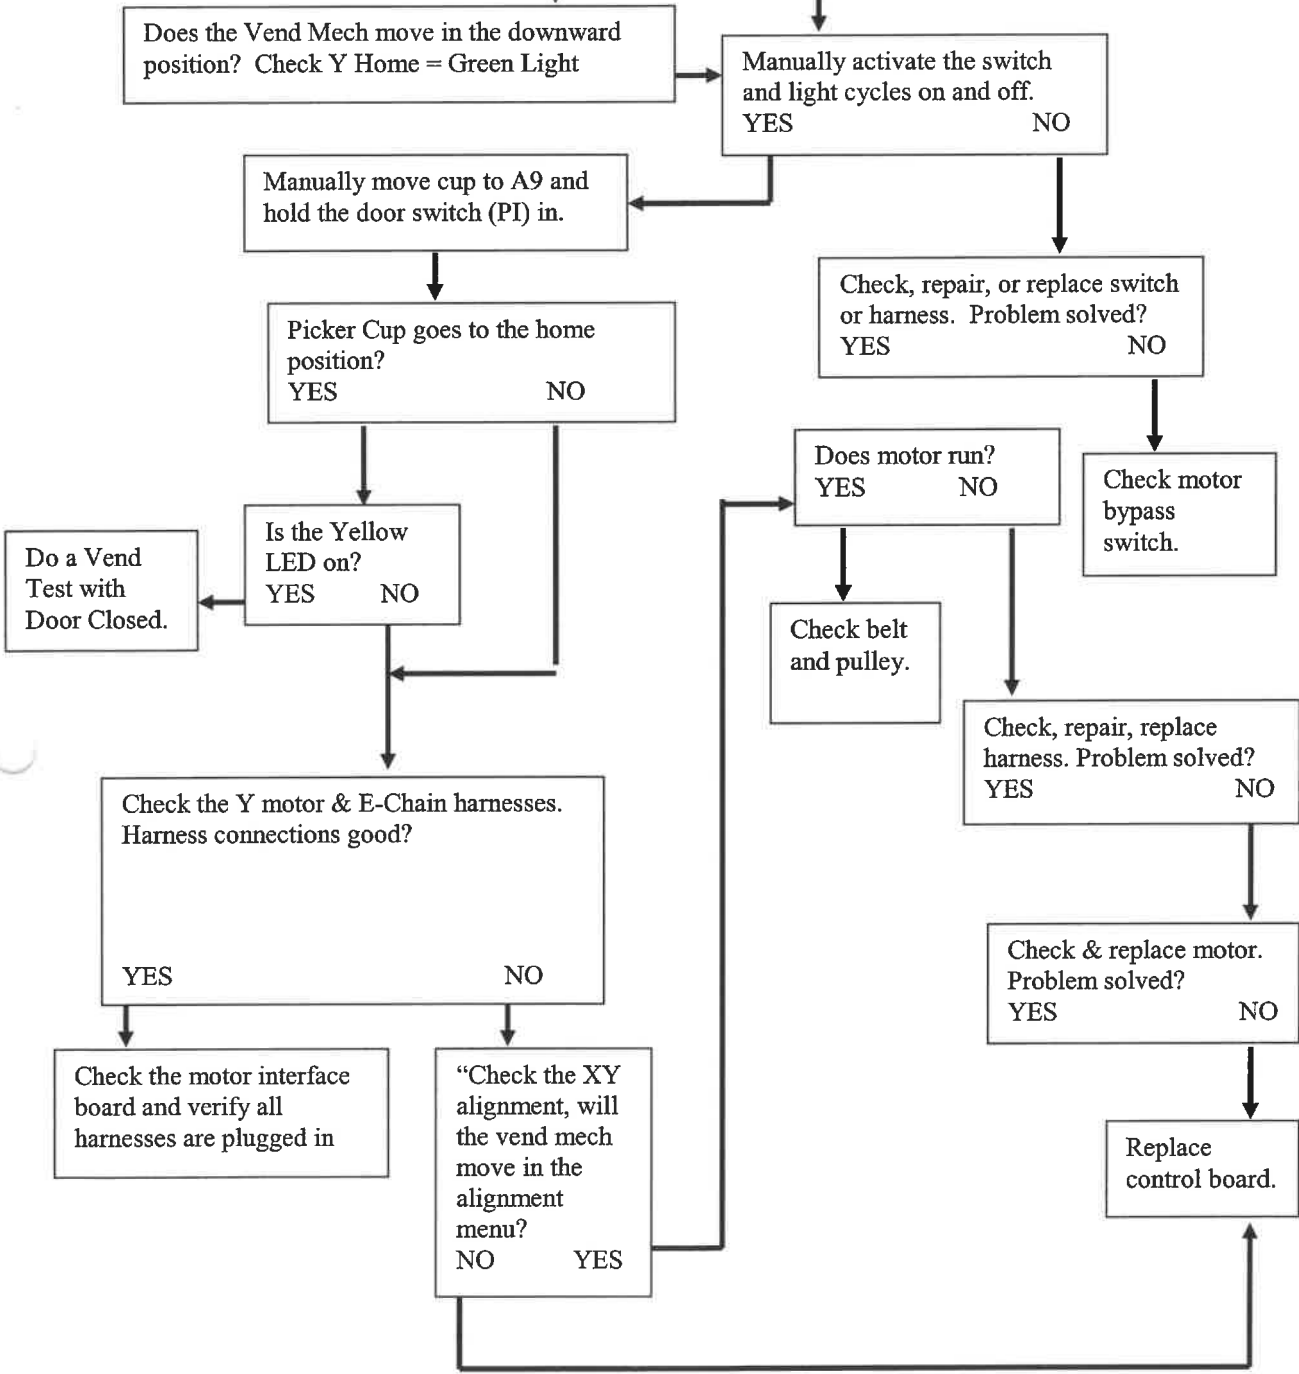 Does the Vend Mech move in the downward
position? Check Y Home = Green Light
Manually activate the switch
and light cycles on and off.
YES NO
Manually move cup to A9 and
hold the door switch (PI) in.
Check, repair, or replace switch
or harness. Problem solved?
YES NO
Picker Cup goes to the home
position?
YES NO
Does motor run?
YES NO
Check motor
bypass
switch.
Is the Yellow
LED on?
YES NO
Do a Vend
Test with
Door Closed.
Check belt
and pulley.
Check, repair, replace
harness. Problem solved?
YES NO
Check the Y motor & E-Chain harnesses.
Harness connections good?
YES NO
Check & replace motor.
Problem solved?
YES NO
Check the motor interface
board and verify all
harnesses are plugged in
“Check the XY
alignment, will
the vend mech
move in the
alignment
menu?
NO YES
Replace
control board.